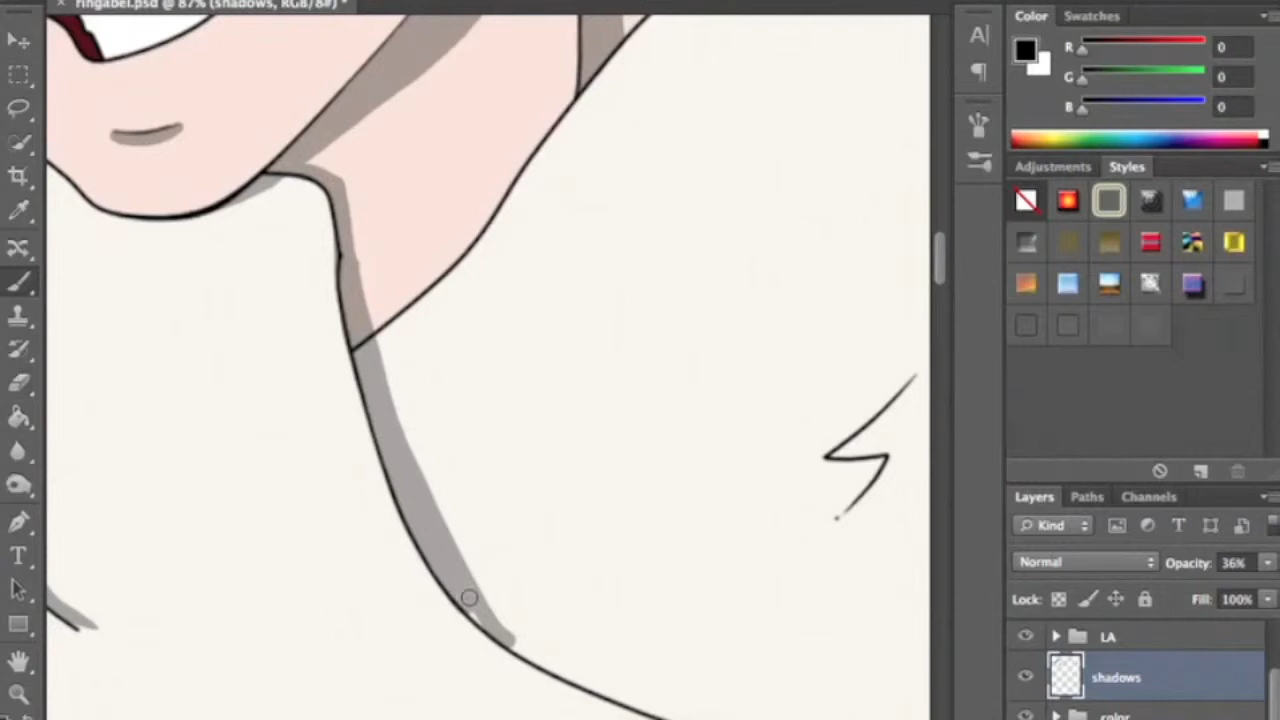 ringabel.psd @ 87% (shadows, RGB/8#) *
Color Swatches
R 0
G 0
B 0
Adjustments Styles
Layers Paths Channels
Kind
Normal Opacity: 36%
Lock: Fill: 100%
LA
shadows
color